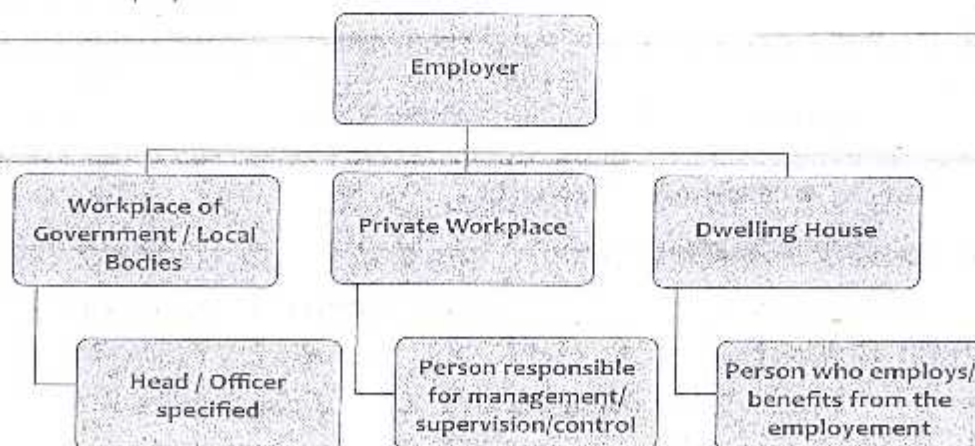 Employer
Workplace of
Government / Local
Bodies
Private Workplace
Dwelling House
Head / Officer
specified
Person responsible
for management/
supervision/control
Person who employs/
benefits from the
employement